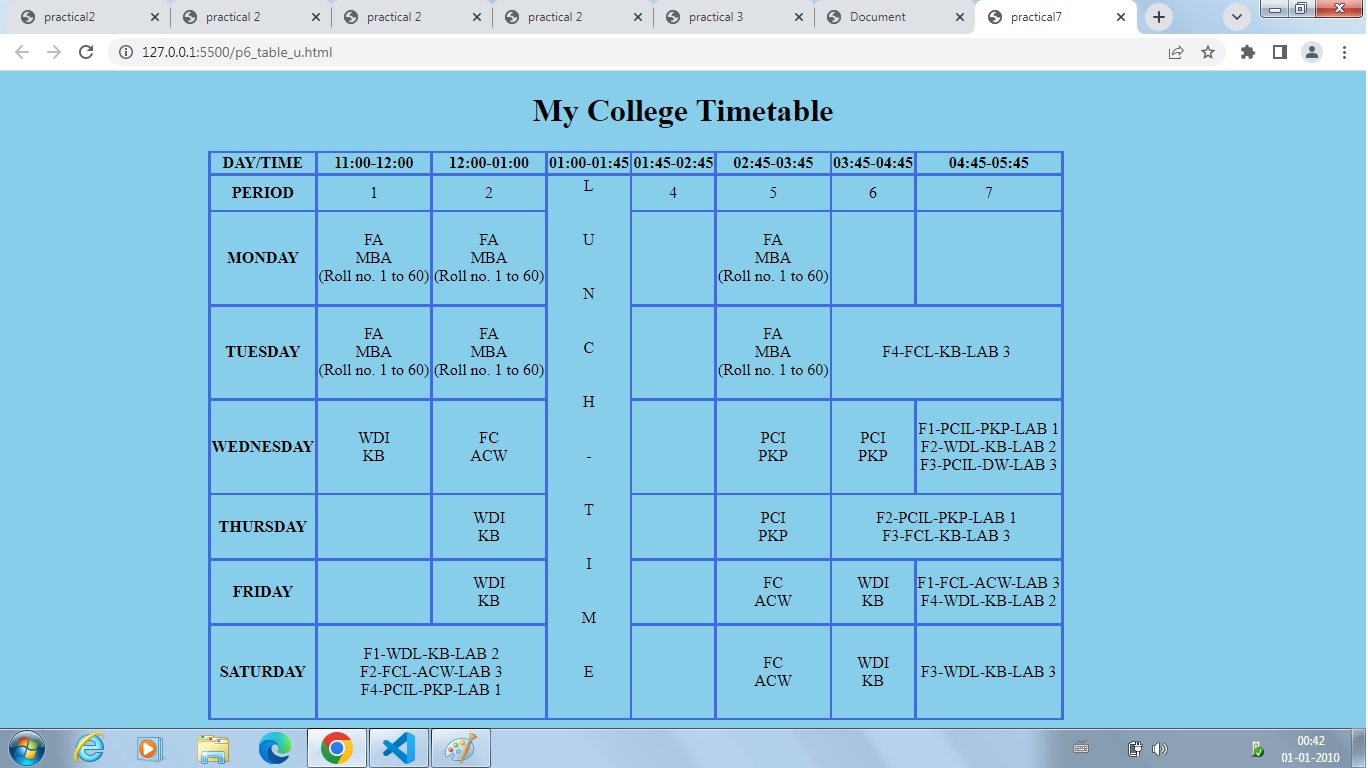 practical2
practical 2
practical 2
practical 2
practical 3
Document
practical7
127.0.0.1:5500/p6_table_u.html
My College Timetable
DAY/TIME 11:00-12:00 12:00-01:00 01:00-01:45 01:45-02:45 02:45-03:45 03:45-04:45 04:45-05:45
PERIOD 1 2 4 5 6 7
L
U
N
C
H
-
T
I
M
E
MONDAY
FA
MBA
(Roll no. 1 to 60)
FA
MBA
(Roll no. 1 to 60)
FA
MBA
(Roll no. 1 to 60)
TUESDAY
FA
MBA
(Roll no. 1 to 60)
FA
MBA
(Roll no. 1 to 60)
FA
MBA
(Roll no. 1 to 60)
F4-FCL-KB-LAB 3
WEDNESDAY
WDI
KB
FC
ACW
PCI
PKP
PCI
PKP
F1-PCIL-PKP-LAB 1
F2-WDL-KB-LAB 2
F3-PCIL-DW-LAB 3
THURSDAY
WDI
KB
PCI
PKP
F2-PCIL-PKP-LAB 1
F3-FCL-KB-LAB 3
FRIDAY
WDI
KB
FC
ACW
WDI
KB
F1-FCL-ACW-LAB 3
F4-WDL-KB-LAB 2
SATURDAY
F1-WDL-KB-LAB 2
F2-FCL-ACW-LAB 3
F4-PCIL-PKP-LAB 1
FC
ACW
WDI
KB
F3-WDL-KB-LAB 3
00:42
01-01-2010